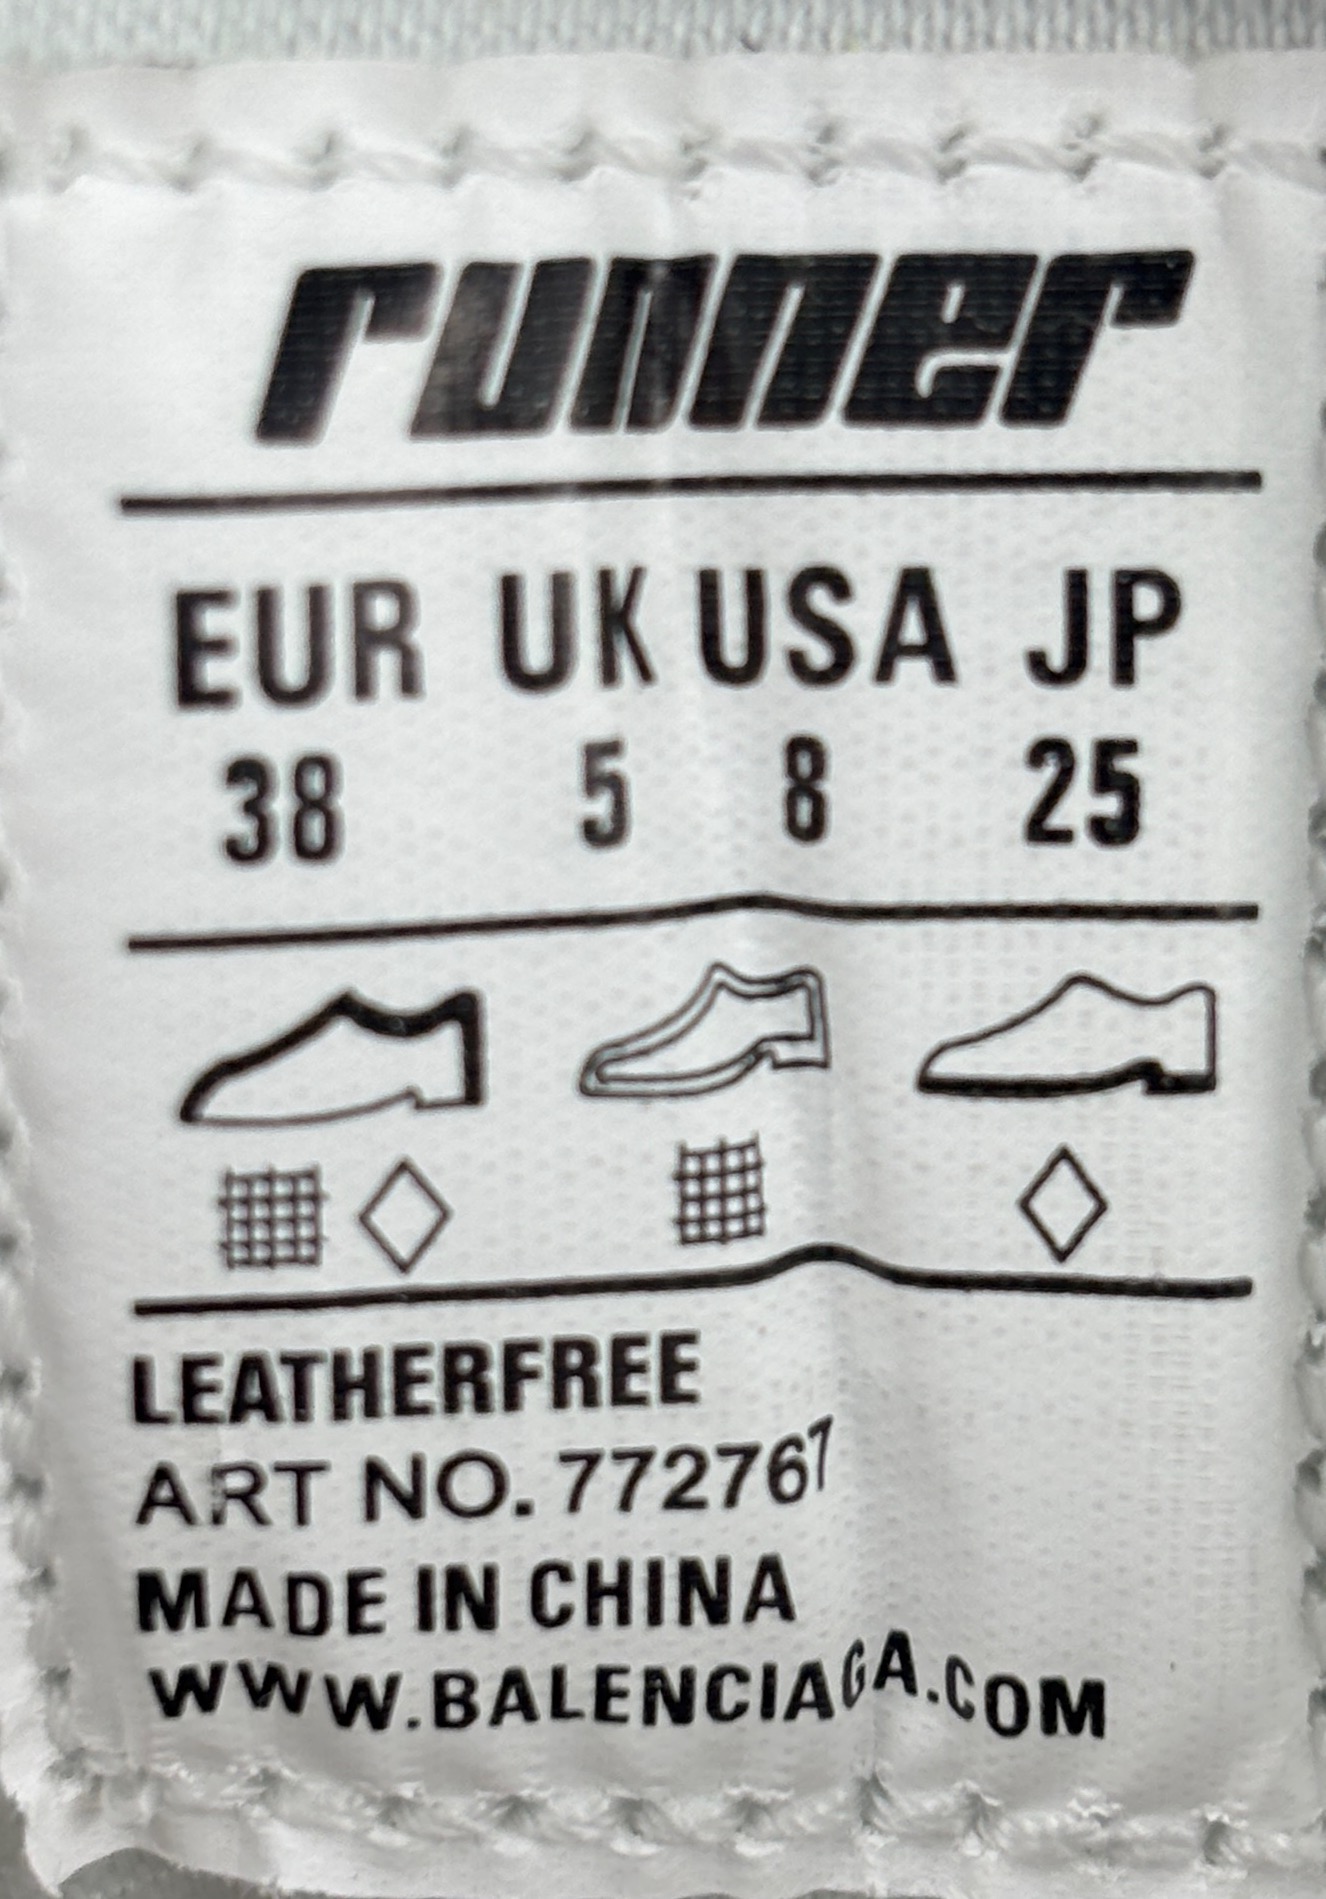 runner
EUR UK USA JP
38 5 8 25
LEATHERFREE
ART NO. 772767
MADE IN CHINA
WWW.BALENCIAGA.COM